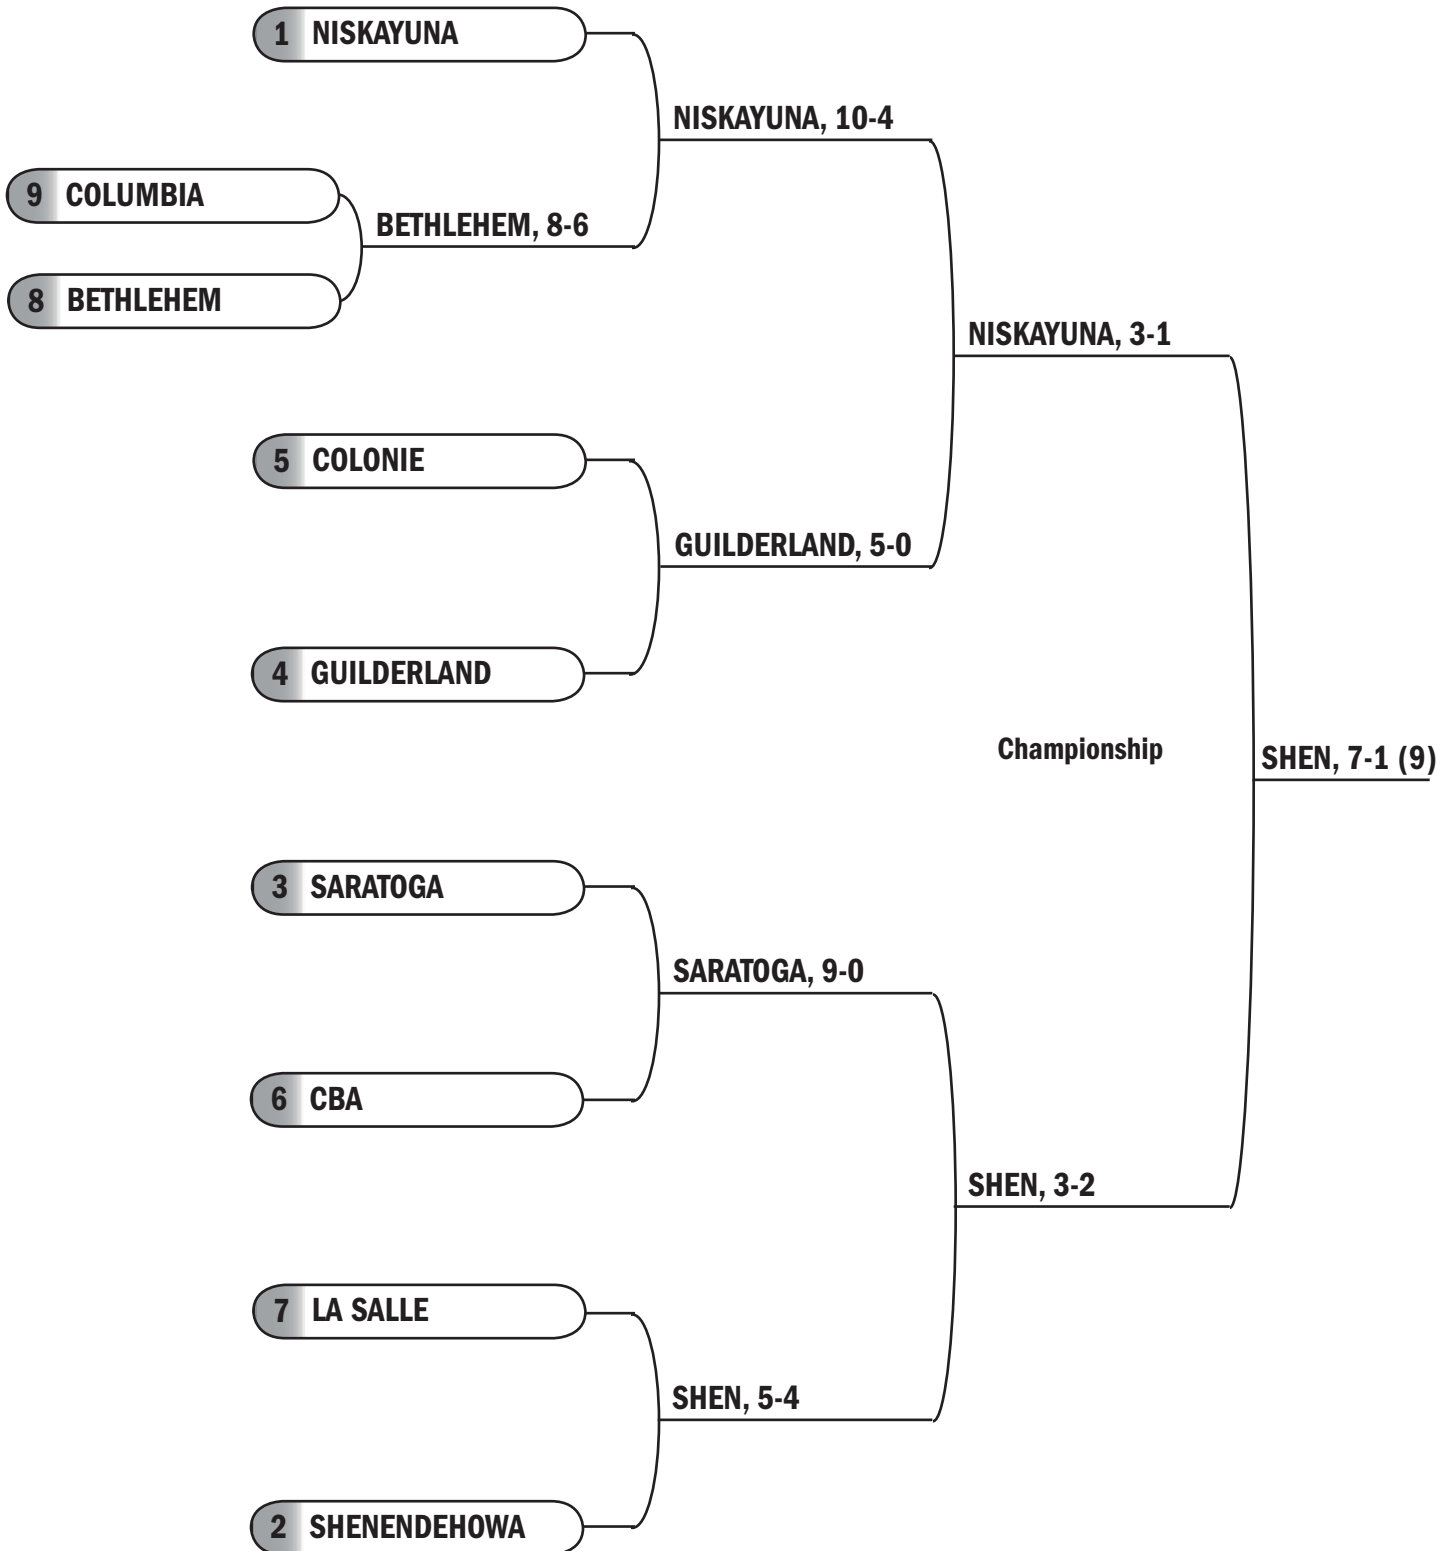 1 NISKAYUNA
NISKAYUNA, 10-4
9 COLUMBIA
BETHLEHEM, 8-6
8 BETHLEHEM
NISKAYUNA, 3-1
5 COLONIE
GUILDERLAND, 5-0
4 GUILDERLAND
Championship
SHEN, 7-1 (9)
3 SARATOGA
SARATOGA, 9-0
6 CBA
SHEN, 3-2
7 LA SALLE
SHEN, 5-4
2 SHENENDEHOWA